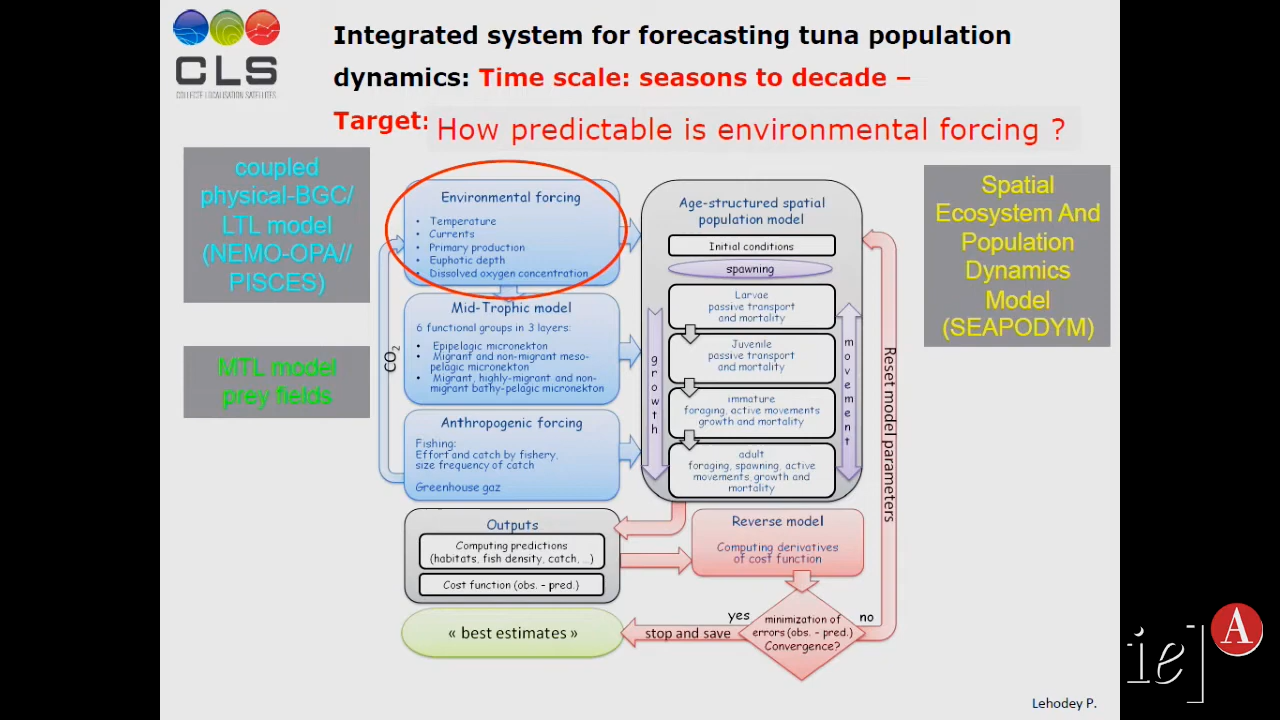 CLS
COLLECTE LOCALISATION SATELLITES
Integrated system for forecasting tuna population
dynamics: Time scale: seasons to decade –
Target:
How predictable is environmental forcing ?
coupled
physical-BGC/
LTL model
(NEMO-OPA//
PISCES)
MTL model
prey fields
Spatial
Ecosystem And
Population
Dynamics
Model
(SEAPODYM)
Environmental forcing
• Temperature
• Currents
• Primary production
• Euphotic depth
• Dissolved oxygen concentration
Mid-Trophic model
6 functional groups in 3 layers:
• Epipelagic micronekton
• Migrant and non-migrant meso-
pelagic micronekton
• Migrant, highly-migrant and non-
migrant bathy-pelagic micronekton
Anthropogenic forcing
Fishing:
Effort and catch by fishery,
size frequency of catch
Greenhouse gaz
CO2
Age-structured spatial
population model
Initial conditions
spawning
Larvae
passive transport
and mortality
Juvenile
passive transport
and mortality
immature
foraging, active movements
growth and mortality
adult
foraging, spawning, active
movements, growth and
mortality
growth
movement
Reset model parameters
Outputs
Computing predictions
(habitats, fish density, catch, ...)
Cost function (obs. – pred.)
Reverse model
Computing derivatives
of cost function
minimization of
errors (obs. – pred.)
Convergence?
yes
no
stop and save
« best estimates »
Lehodey P.
ie]
A